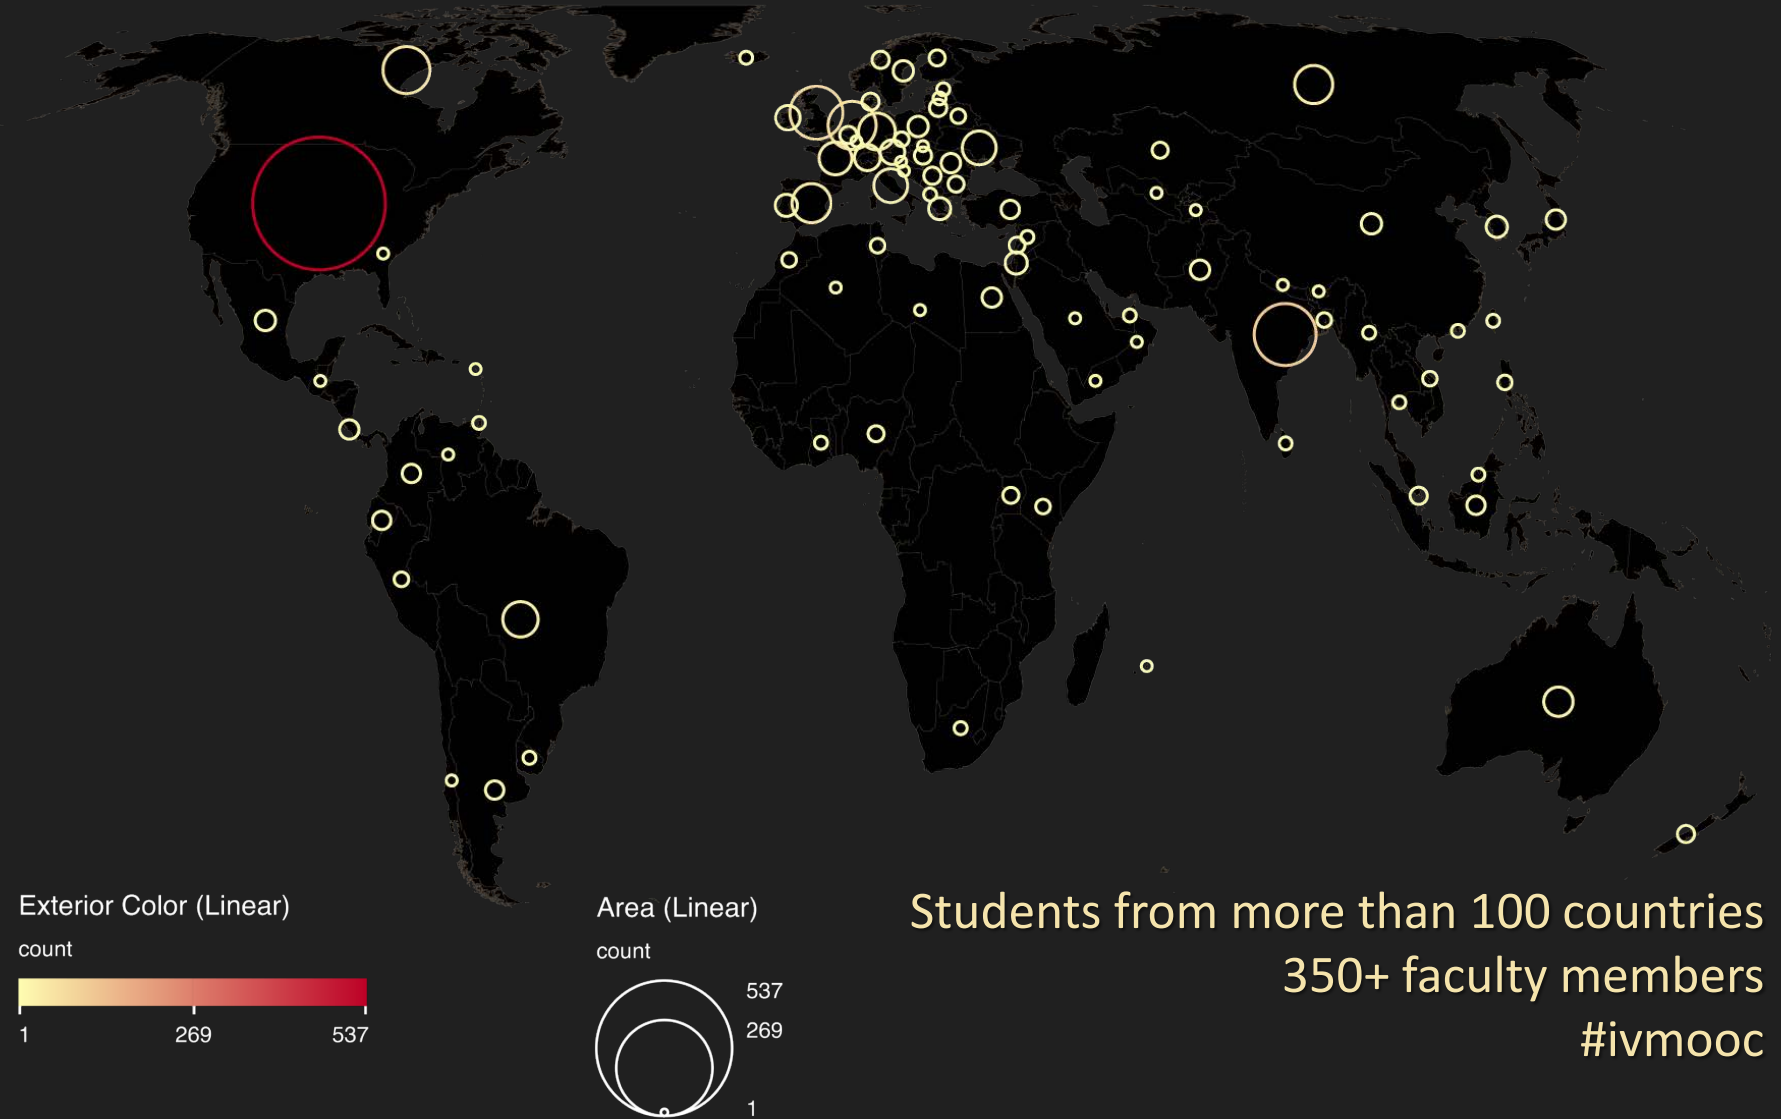 Exterior Color (Linear)
count
1 269 537
Area (Linear)
count
537
269
1
Students from more than 100 countries
350+ faculty members
#ivmooc